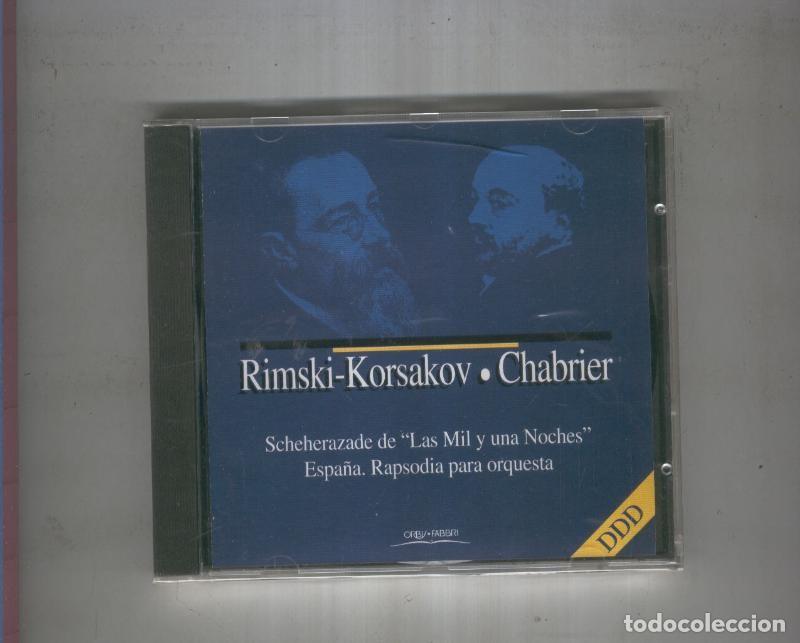 Rimski-Korsakov • Chabrier
Scheherazade de “Las Mil y una Noches”
España. Rapsodia para orquesta
ORBIS • FABBRI
DDD
todocoleccion